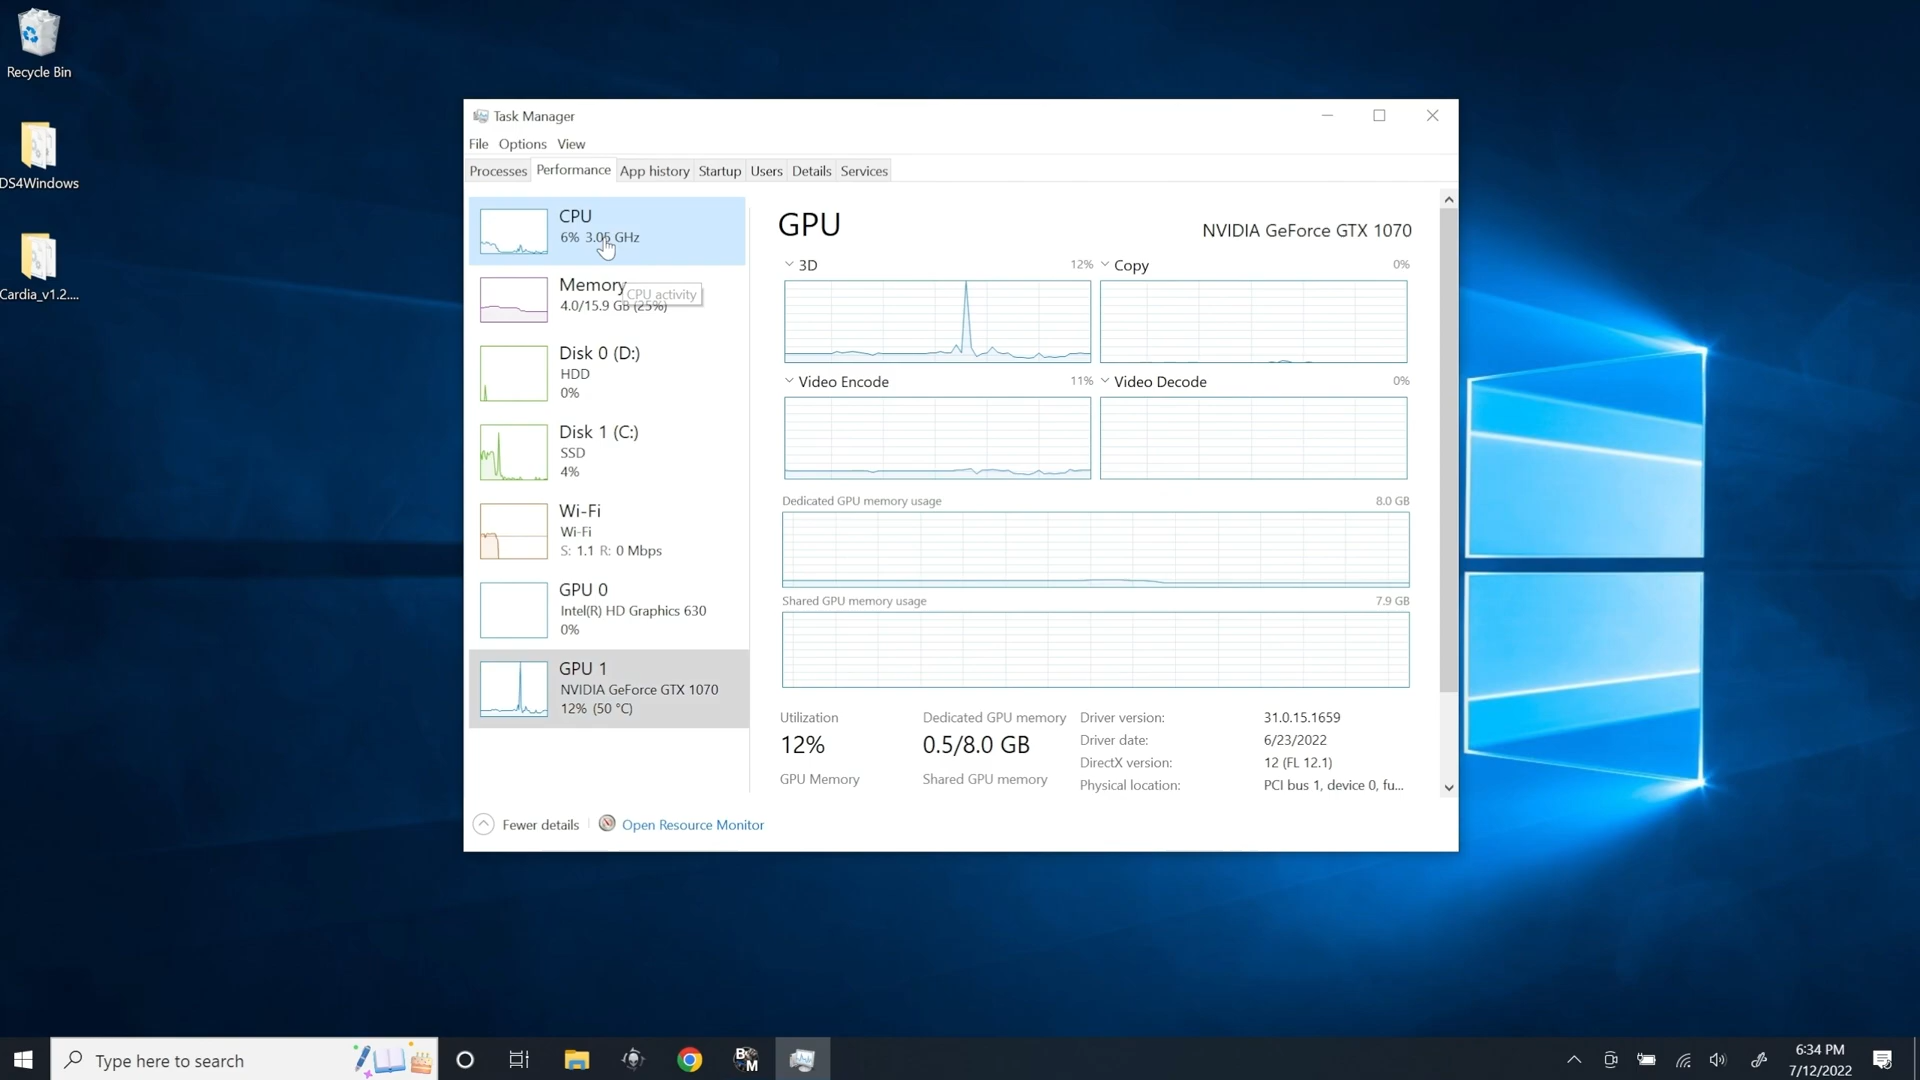 Recycle Bin
DS4Windows
Cardia_v1.2....
Task Manager
File Options View
Processes Performance App history Startup Users Details Services
CPU
6% 3.05 GHz
CPU activity
Memory
4.0/15.9 GB (25%)
Disk 0 (D:)
HDD
0%
Disk 1 (C:)
SSD
4%
Wi-Fi
Wi-Fi
S: 1.1 R: 0 Mbps
GPU 0
Intel(R) HD Graphics 630
0%
GPU 1
NVIDIA GeForce GTX 1070
12% (50 °C)
GPU
NVIDIA GeForce GTX 1070
3D 12%
Copy 0%
Video Encode 11%
Video Decode 0%
Dedicated GPU memory usage 8.0 GB
Shared GPU memory usage 7.9 GB
Utilization
12%
GPU Memory
Dedicated GPU memory
0.5/8.0 GB
Shared GPU memory
Driver version: 31.0.15.1659
Driver date: 6/23/2022
DirectX version: 12 (FL 12.1)
Physical location: PCI bus 1, device 0, fu...
Fewer details
Open Resource Monitor
Type here to search
B
M
6:34 PM
7/12/2022